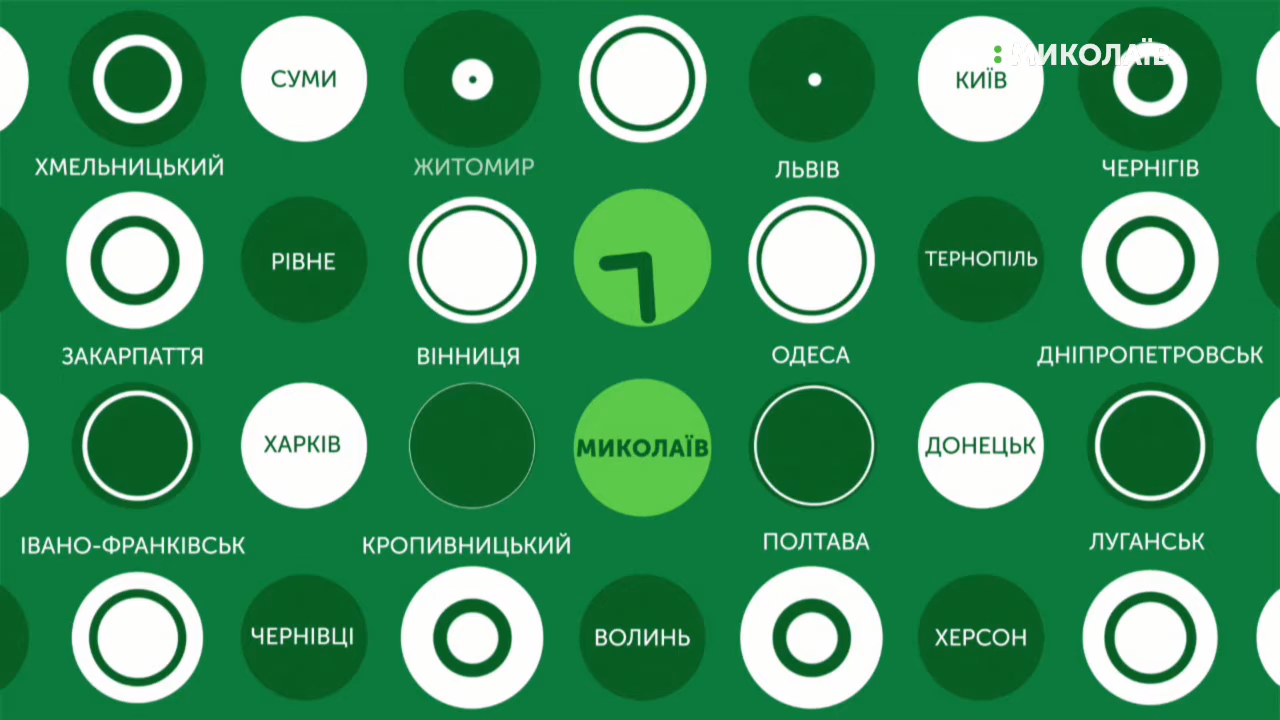 МИКОЛАЇВ
СУМИ
КИЇВ
ХМЕЛЬНИЦЬКИЙ
ЖИТОМИР
ЛЬВІВ
ЧЕРНІГІВ
РІВНЕ
ТЕРНОПІЛЬ
ЗАКАРПАТТЯ
ВІННИЦЯ
ОДЕСА
ДНІПРОПЕТРОВСЬК
ХАРКІВ
МИКОЛАЇВ
ДОНЕЦЬК
ІВАНО-ФРАНКІВСЬК
КРОПИВНИЦЬКИЙ
ПОЛТАВА
ЛУГАНСЬК
ЧЕРНІВЦІ
ВОЛИНЬ
ХЕРСОН